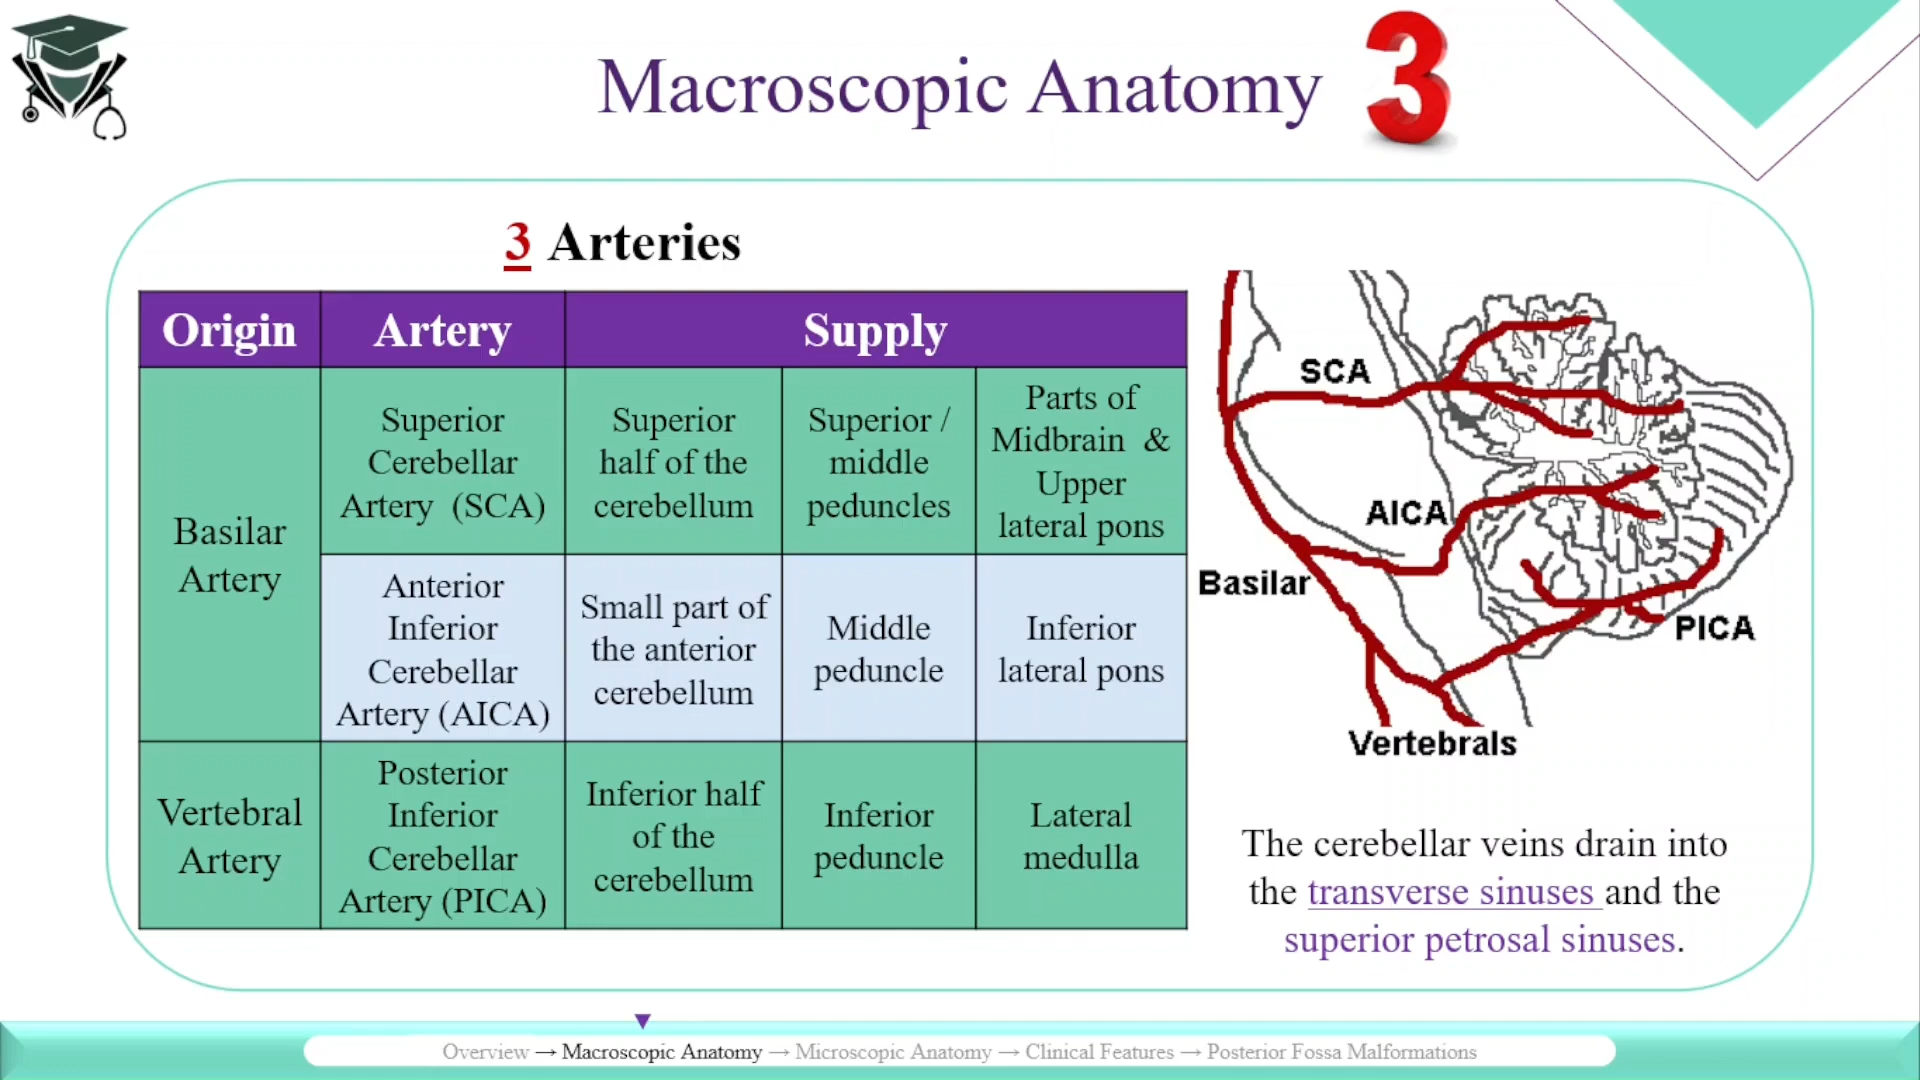 Macroscopic Anatomy 3
3 Arteries
Origin Artery Supply
Basilar
Artery
Superior
Cerebellar
Artery (SCA)
Superior
half of the
cerebellum
Superior /
middle
peduncles
Parts of
Midbrain &
Upper
lateral pons
Anterior
Inferior
Cerebellar
Artery (AICA)
Small part of
the anterior
cerebellum
Middle
peduncle
Inferior
lateral pons
Vertebral
Artery
Posterior
Inferior
Cerebellar
Artery (PICA)
Inferior half
of the
cerebellum
Inferior
peduncle
Lateral
medulla
SCA
AICA
Basilar
PICA
Vertebrals
The cerebellar veins drain into
the transverse sinuses and the
superior petrosal sinuses.
Overview → Macroscopic Anatomy → Microscopic Anatomy → Clinical Features → Posterior Fossa Malformations